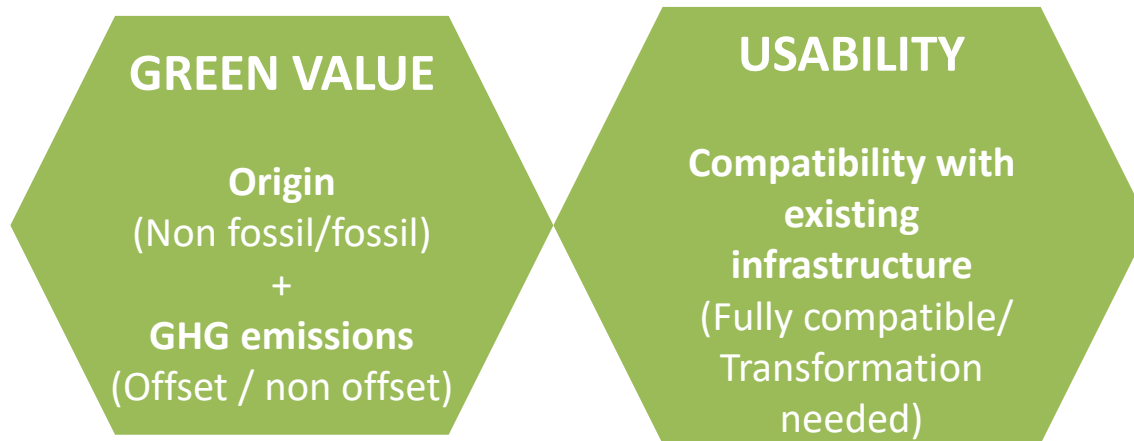 GREEN VALUE
Origin
(Non fossil/fossil)
+
GHG emissions
(Offset / non offset)
USABILITY
Compatibility with
existing
infrastructure
(Fully compatible/
Transformation
needed)